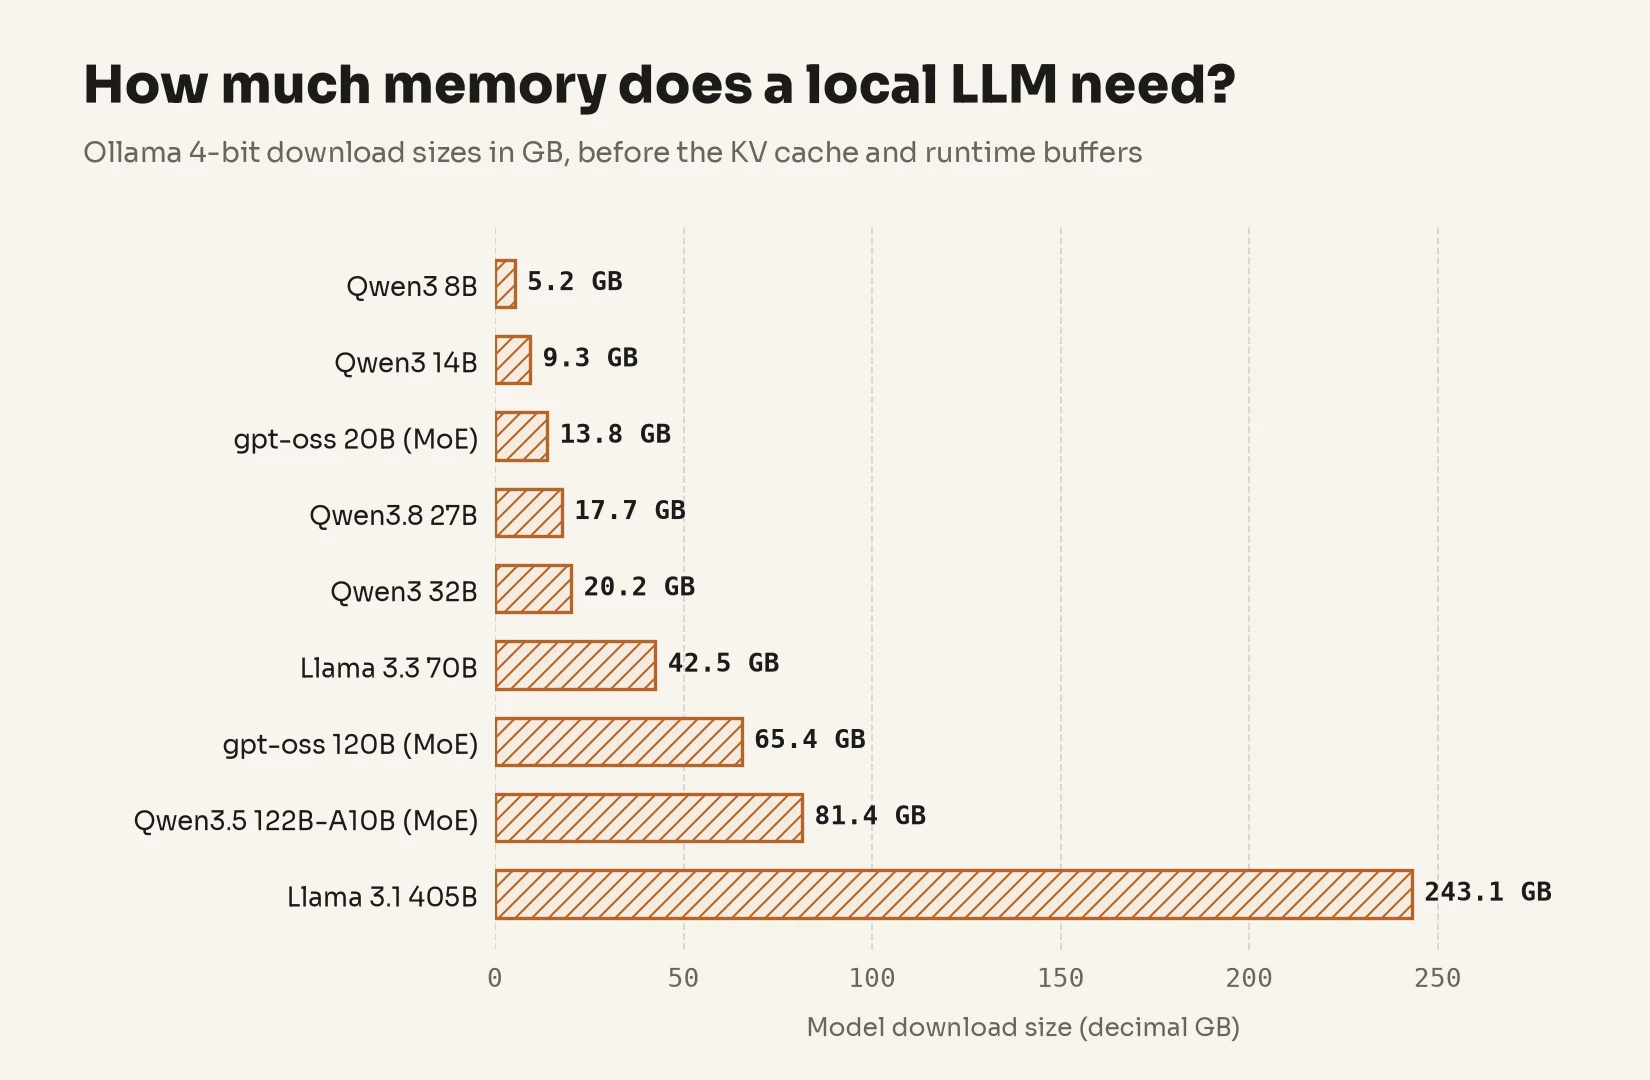 How much memory does a local LLM need?
Ollama 4-bit download sizes in GB, before the KV cache and runtime buffers
Qwen3 8B 5.2 GB
Qwen3 14B 9.3 GB
gpt-oss 20B (MoE) 13.8 GB
Qwen3.8 27B 17.7 GB
Qwen3 32B 20.2 GB
Llama 3.3 70B 42.5 GB
gpt-oss 120B (MoE) 65.4 GB
Qwen3.5 122B-A10B (MoE) 81.4 GB
Llama 3.1 405B 243.1 GB
0 50 100 150 200 250
Model download size (decimal GB)